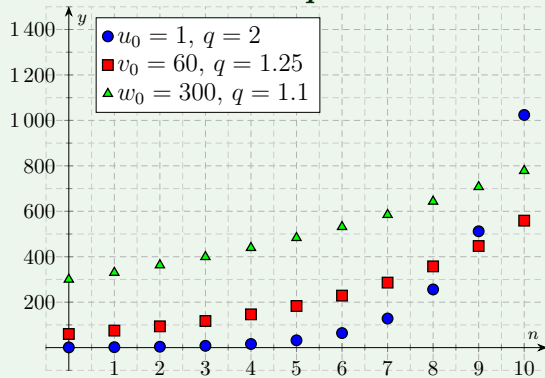 y
1 400
1 200
1 000
800
600
400
200
u₀ = 1, q = 2
v₀ = 60, q = 1.25
w₀ = 300, q = 1.1
n
1 2 3 4 5 6 7 8 9 10